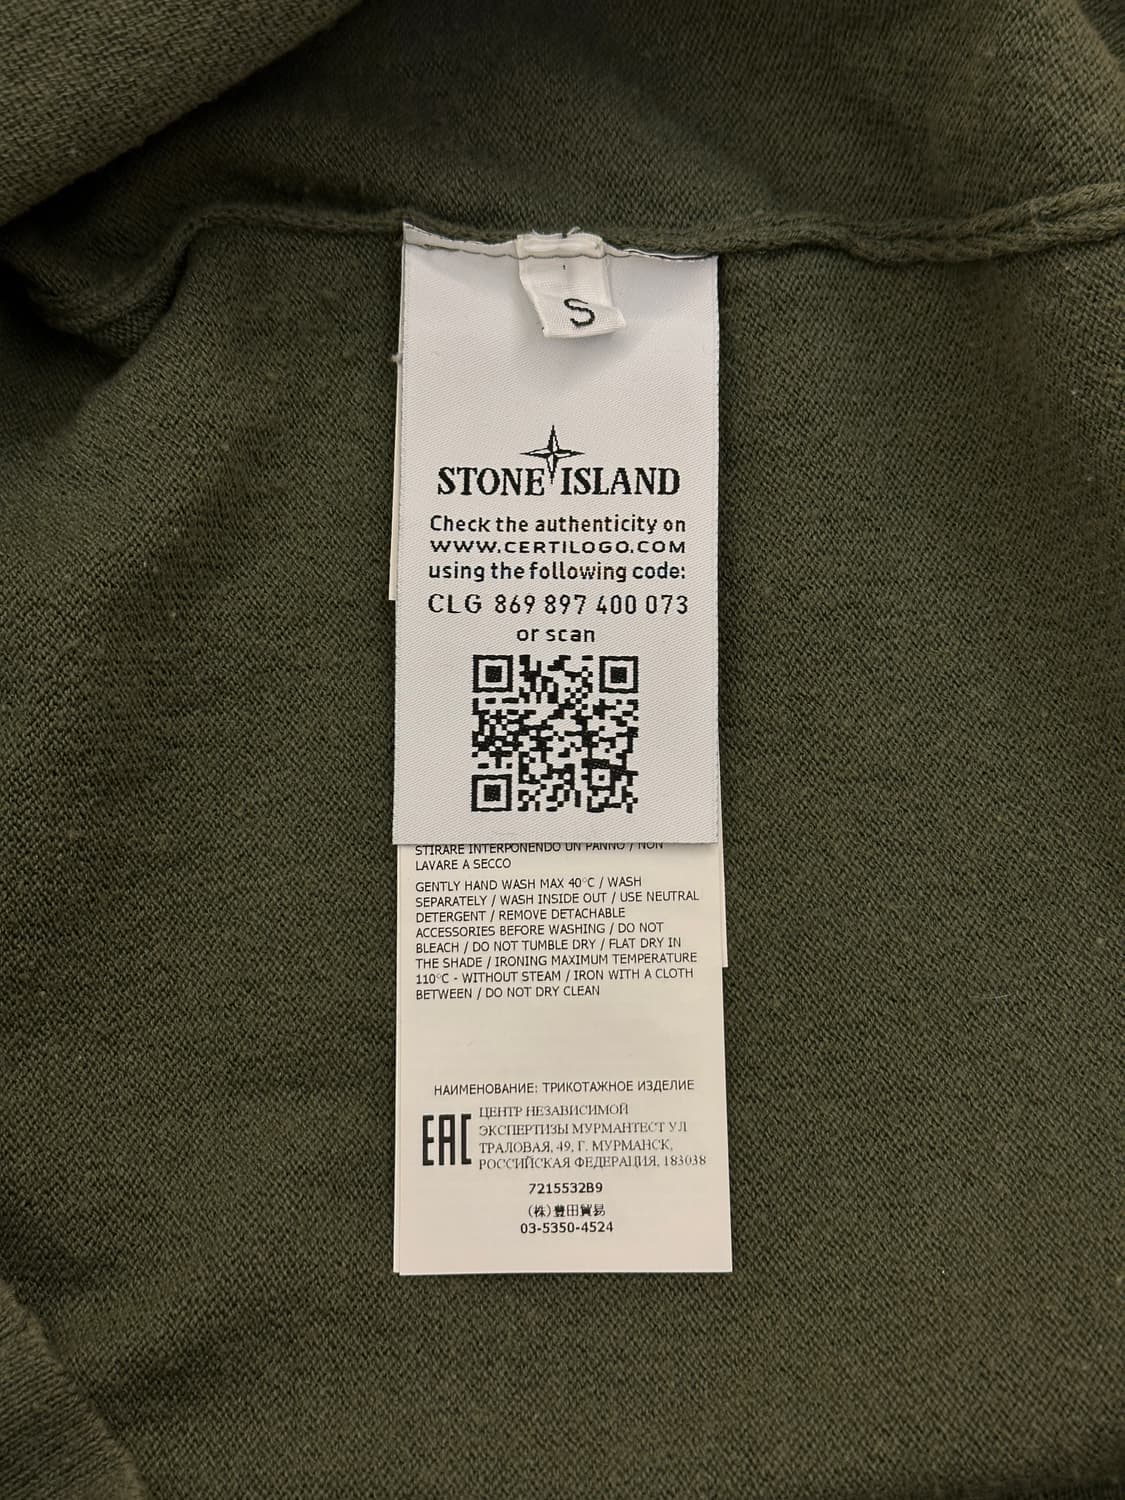 S
STONE ISLAND
Check the authenticity on
WWW.CERTILOGO.COM
using the following code:
CLG 869 897 400 073
or scan
STIRARE INTERPONENDO UN PANNO / NON
LAVARE A SECCO
GENTLY HAND WASH MAX 40°C / WASH
SEPARATELY / WASH INSIDE OUT / USE NEUTRAL
DETERGENT / REMOVE DETACHABLE
ACCESSORIES BEFORE WASHING / DO NOT
BLEACH / DO NOT TUMBLE DRY / FLAT DRY IN
THE SHADE / IRONING MAXIMUM TEMPERATURE
110°C - WITHOUT STEAM / IRON WITH A CLOTH
BETWEEN / DO NOT DRY CLEAN
НАИМЕНОВАНИЕ: ТРИКОТАЖНОЕ ИЗДЕЛИЕ
EAC
ЦЕНТР НЕЗАВИСИМОЙ
ЭКСПЕРТИЗЫ МУРМАНТЕСТ УЛ
ТРАЛОВАЯ, 49, Г. МУРМАНСК,
РОССИЙСКАЯ ФЕДЕРАЦИЯ, 183038
7215532B9
(株)豊田貿易
03-5350-4524